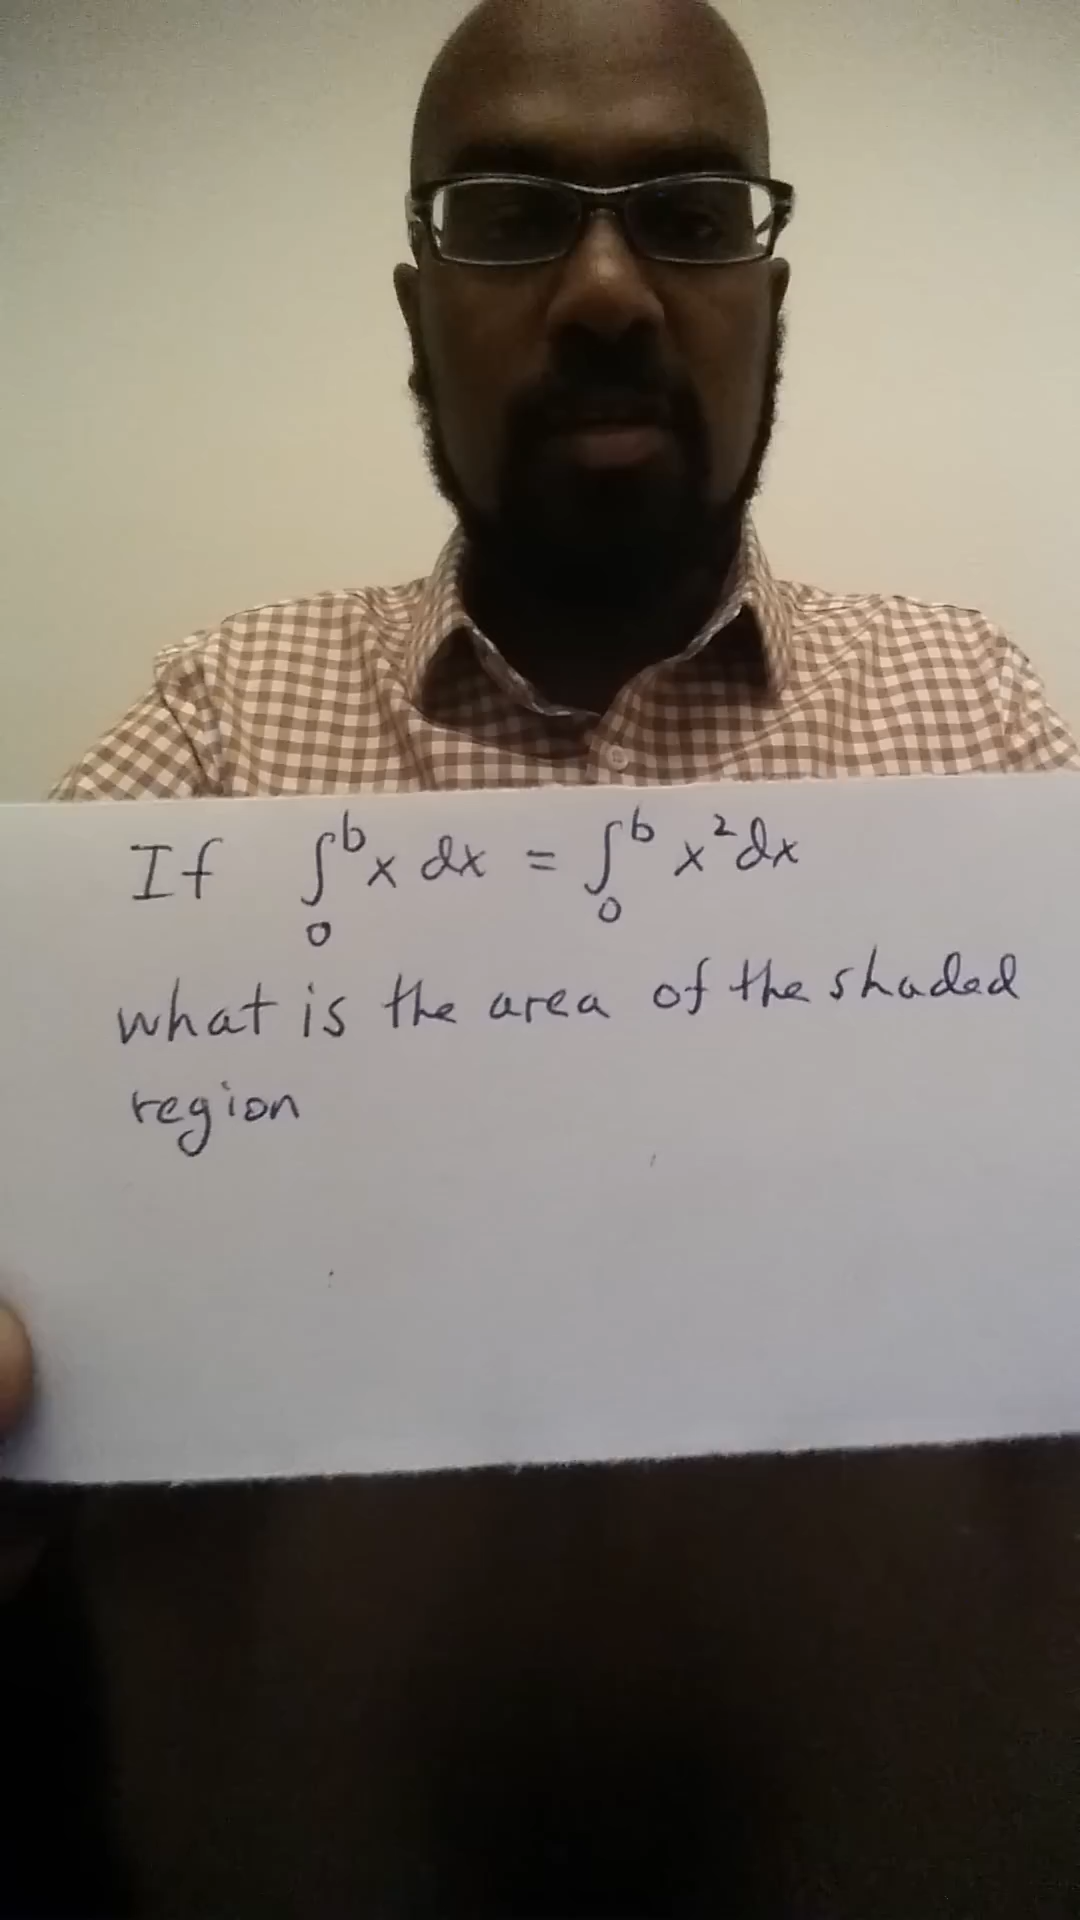 If ∫₀ᵇ x dx = ∫₀ᵇ x² dx
what is the area of the shaded
region